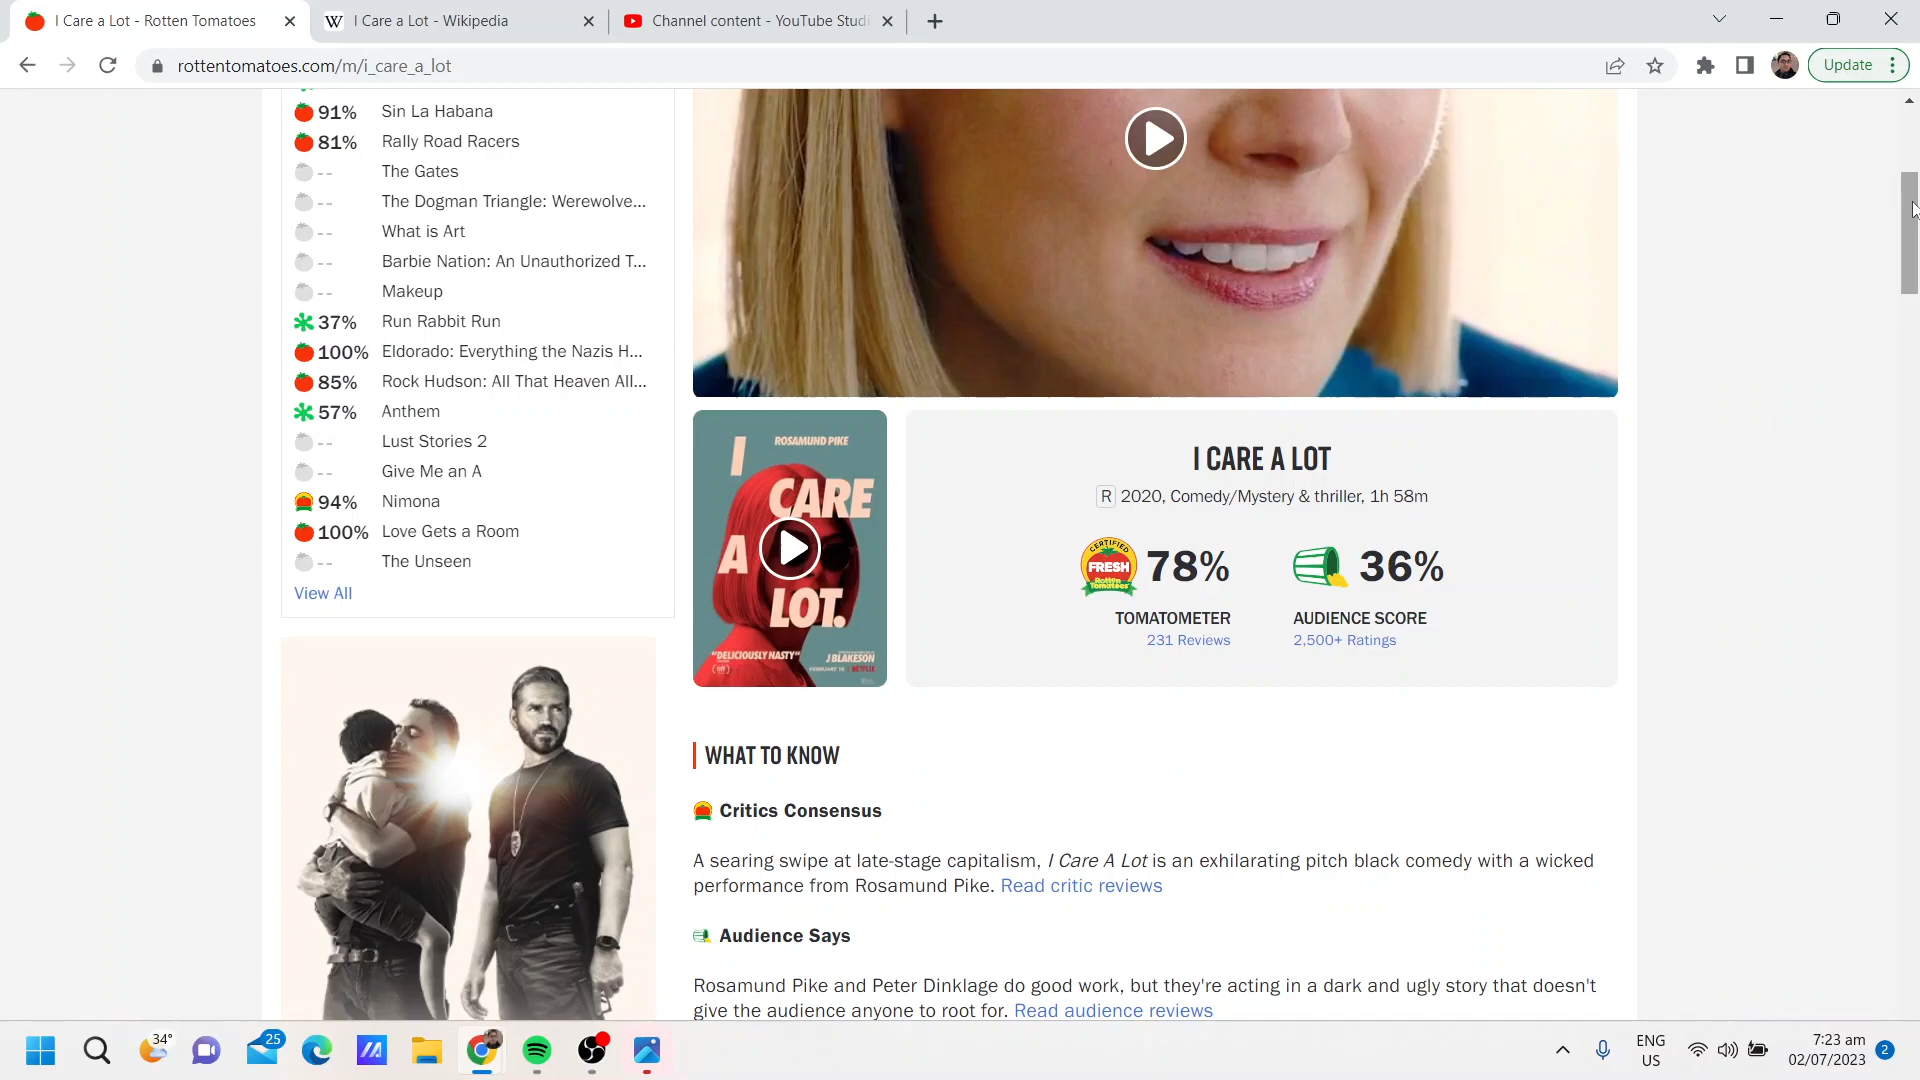 I Care a Lot - Rotten Tomatoes
I Care a Lot - Wikipedia
Channel content - YouTube Studi
rottentomatoes.com/m/i_care_a_lot
Update
91% Sin La Habana
81% Rally Road Racers
-- The Gates
-- The Dogman Triangle: Werewolve...
-- What is Art
-- Barbie Nation: An Unauthorized T...
-- Makeup
37% Run Rabbit Run
100% Eldorado: Everything the Nazis H...
85% Rock Hudson: All That Heaven All...
57% Anthem
-- Lust Stories 2
-- Give Me an A
94% Nimona
100% Love Gets a Room
-- The Unseen
View All
ROSAMUND PIKE
I
CARE
A
LOT.
"DELICIOUSLY NASTY"
J BLAKESON
I CARE A LOT
R 2020, Comedy/Mystery & thriller, 1h 58m
CERTIFIED
FRESH
Rotten
Tomatoes
78%
36%
TOMATOMETER
AUDIENCE SCORE
231 Reviews
2,500+ Ratings
WHAT TO KNOW
Critics Consensus
A searing swipe at late-stage capitalism, I Care A Lot is an exhilarating pitch black comedy with a wicked
performance from Rosamund Pike. Read critic reviews
Audience Says
Rosamund Pike and Peter Dinklage do good work, but they're acting in a dark and ugly story that doesn't
give the audience anyone to root for. Read audience reviews
34°
25
ENG
US
7:23 am
02/07/2023
2